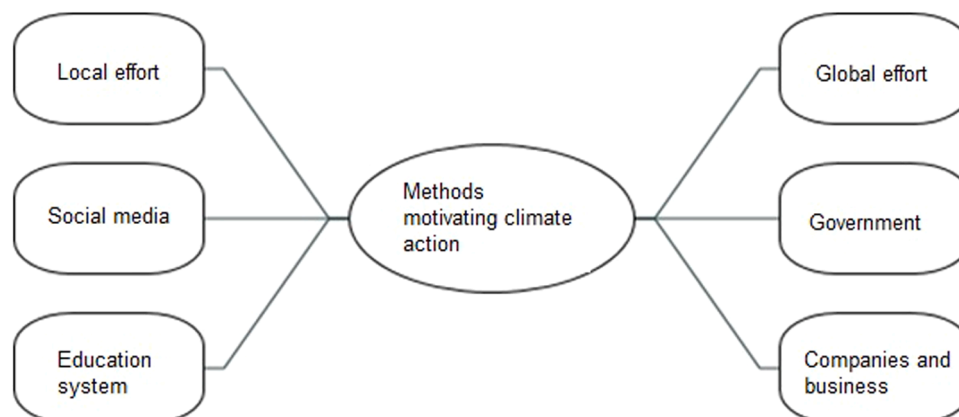 Local effort
Social media
Education
system
Methods
motivating climate
action
Global effort
Government
Companies and
business